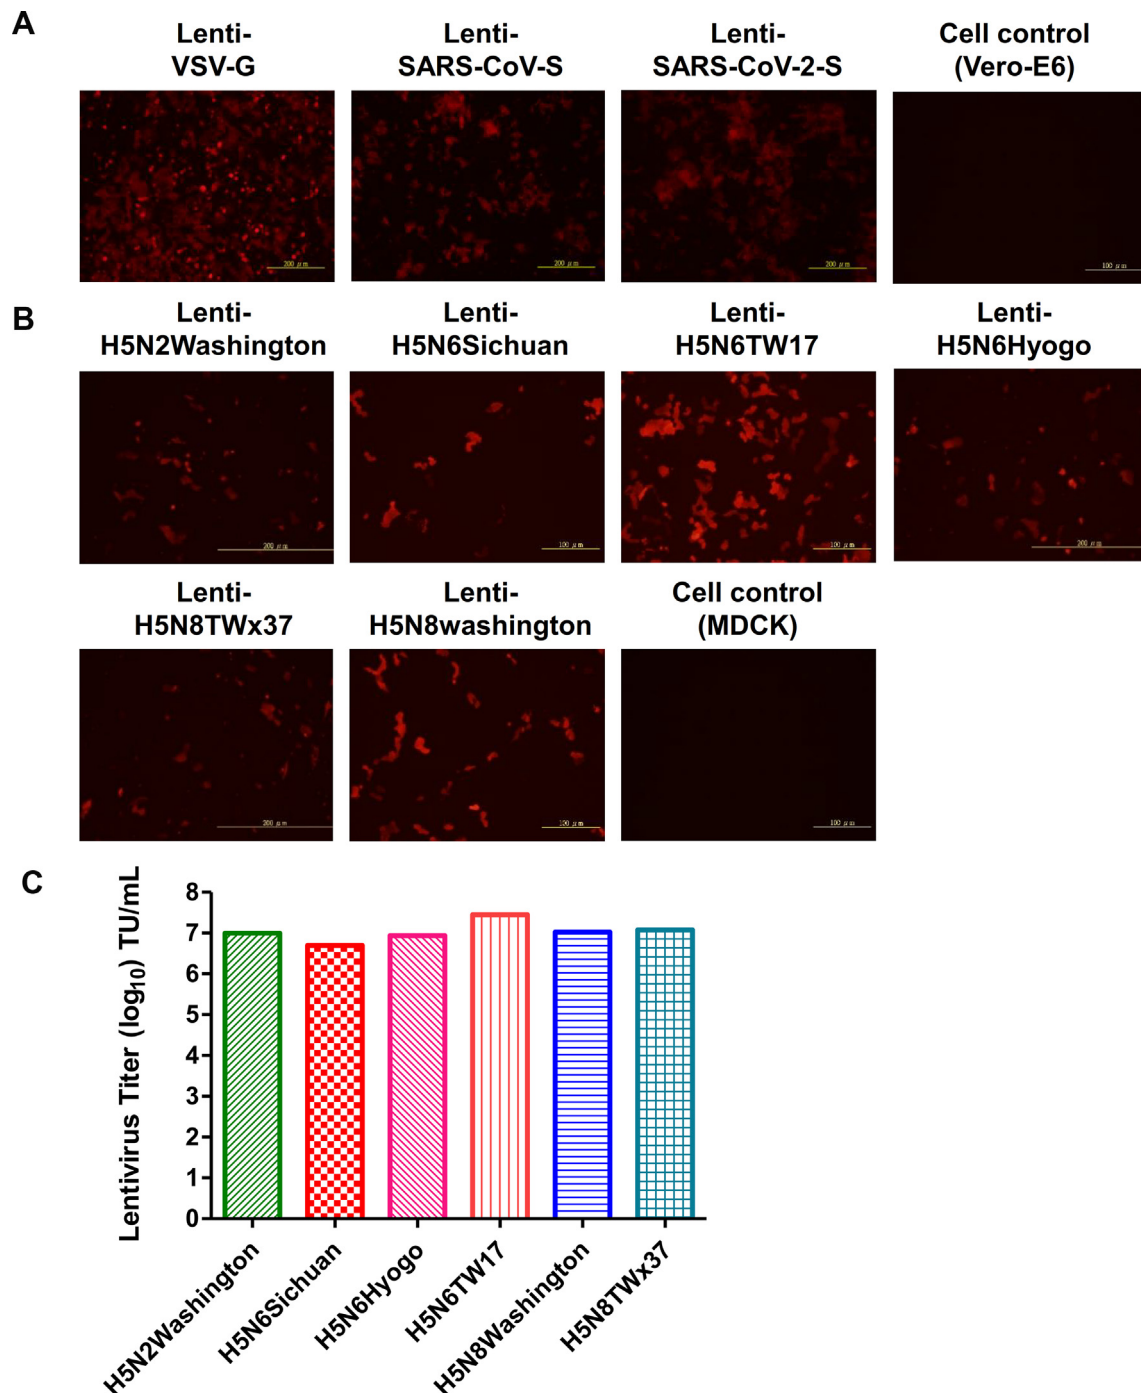 A
Lenti-
VSV-G
Lenti-
SARS-CoV-S
Lenti-
SARS-CoV-2-S
Cell control
(Vero-E6)
200 μm
200 μm
200 μm
100 μm
B
Lenti-
H5N2Washington
Lenti-
H5N6Sichuan
Lenti-
H5N6TW17
Lenti-
H5N6Hyogo
200 μm
100 μm
100 μm
200 μm
Lenti-
H5N8TWx37
Lenti-
H5N8washington
Cell control
(MDCK)
200 μm
100 μm
100 μm
C
Lentivirus Titer (log10) TU/mL
8
7
6
5
4
3
2
1
0
H5N2Washington
H5N6Sichuan
H5N6Hyogo
H5N6TW17
H5N8Washington
H5N8TWx37